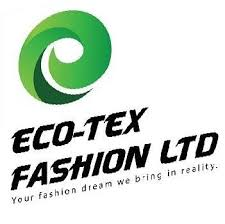 ECO-TEX
FASHION LTD
Your fashion dream we bring in reality.